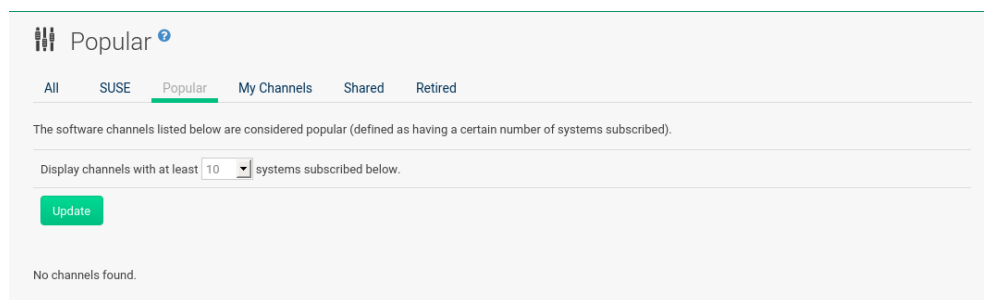 Popular ?
All SUSE Popular My Channels Shared Retired
The software channels listed below are considered popular (defined as having a certain number of systems subscribed).
Display channels with at least 10 systems subscribed below.
Update
No channels found.